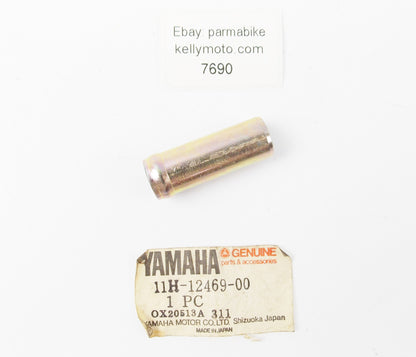 Ebay: parmabike
kellymoto.com
7690
YAMAHA GENUINE
parts & accessories
11H-12469-00
1 PC
OX20513A 311
YAMAHA MOTOR CO., LTD. Shizuoka Japan
MADE IN JAPAN